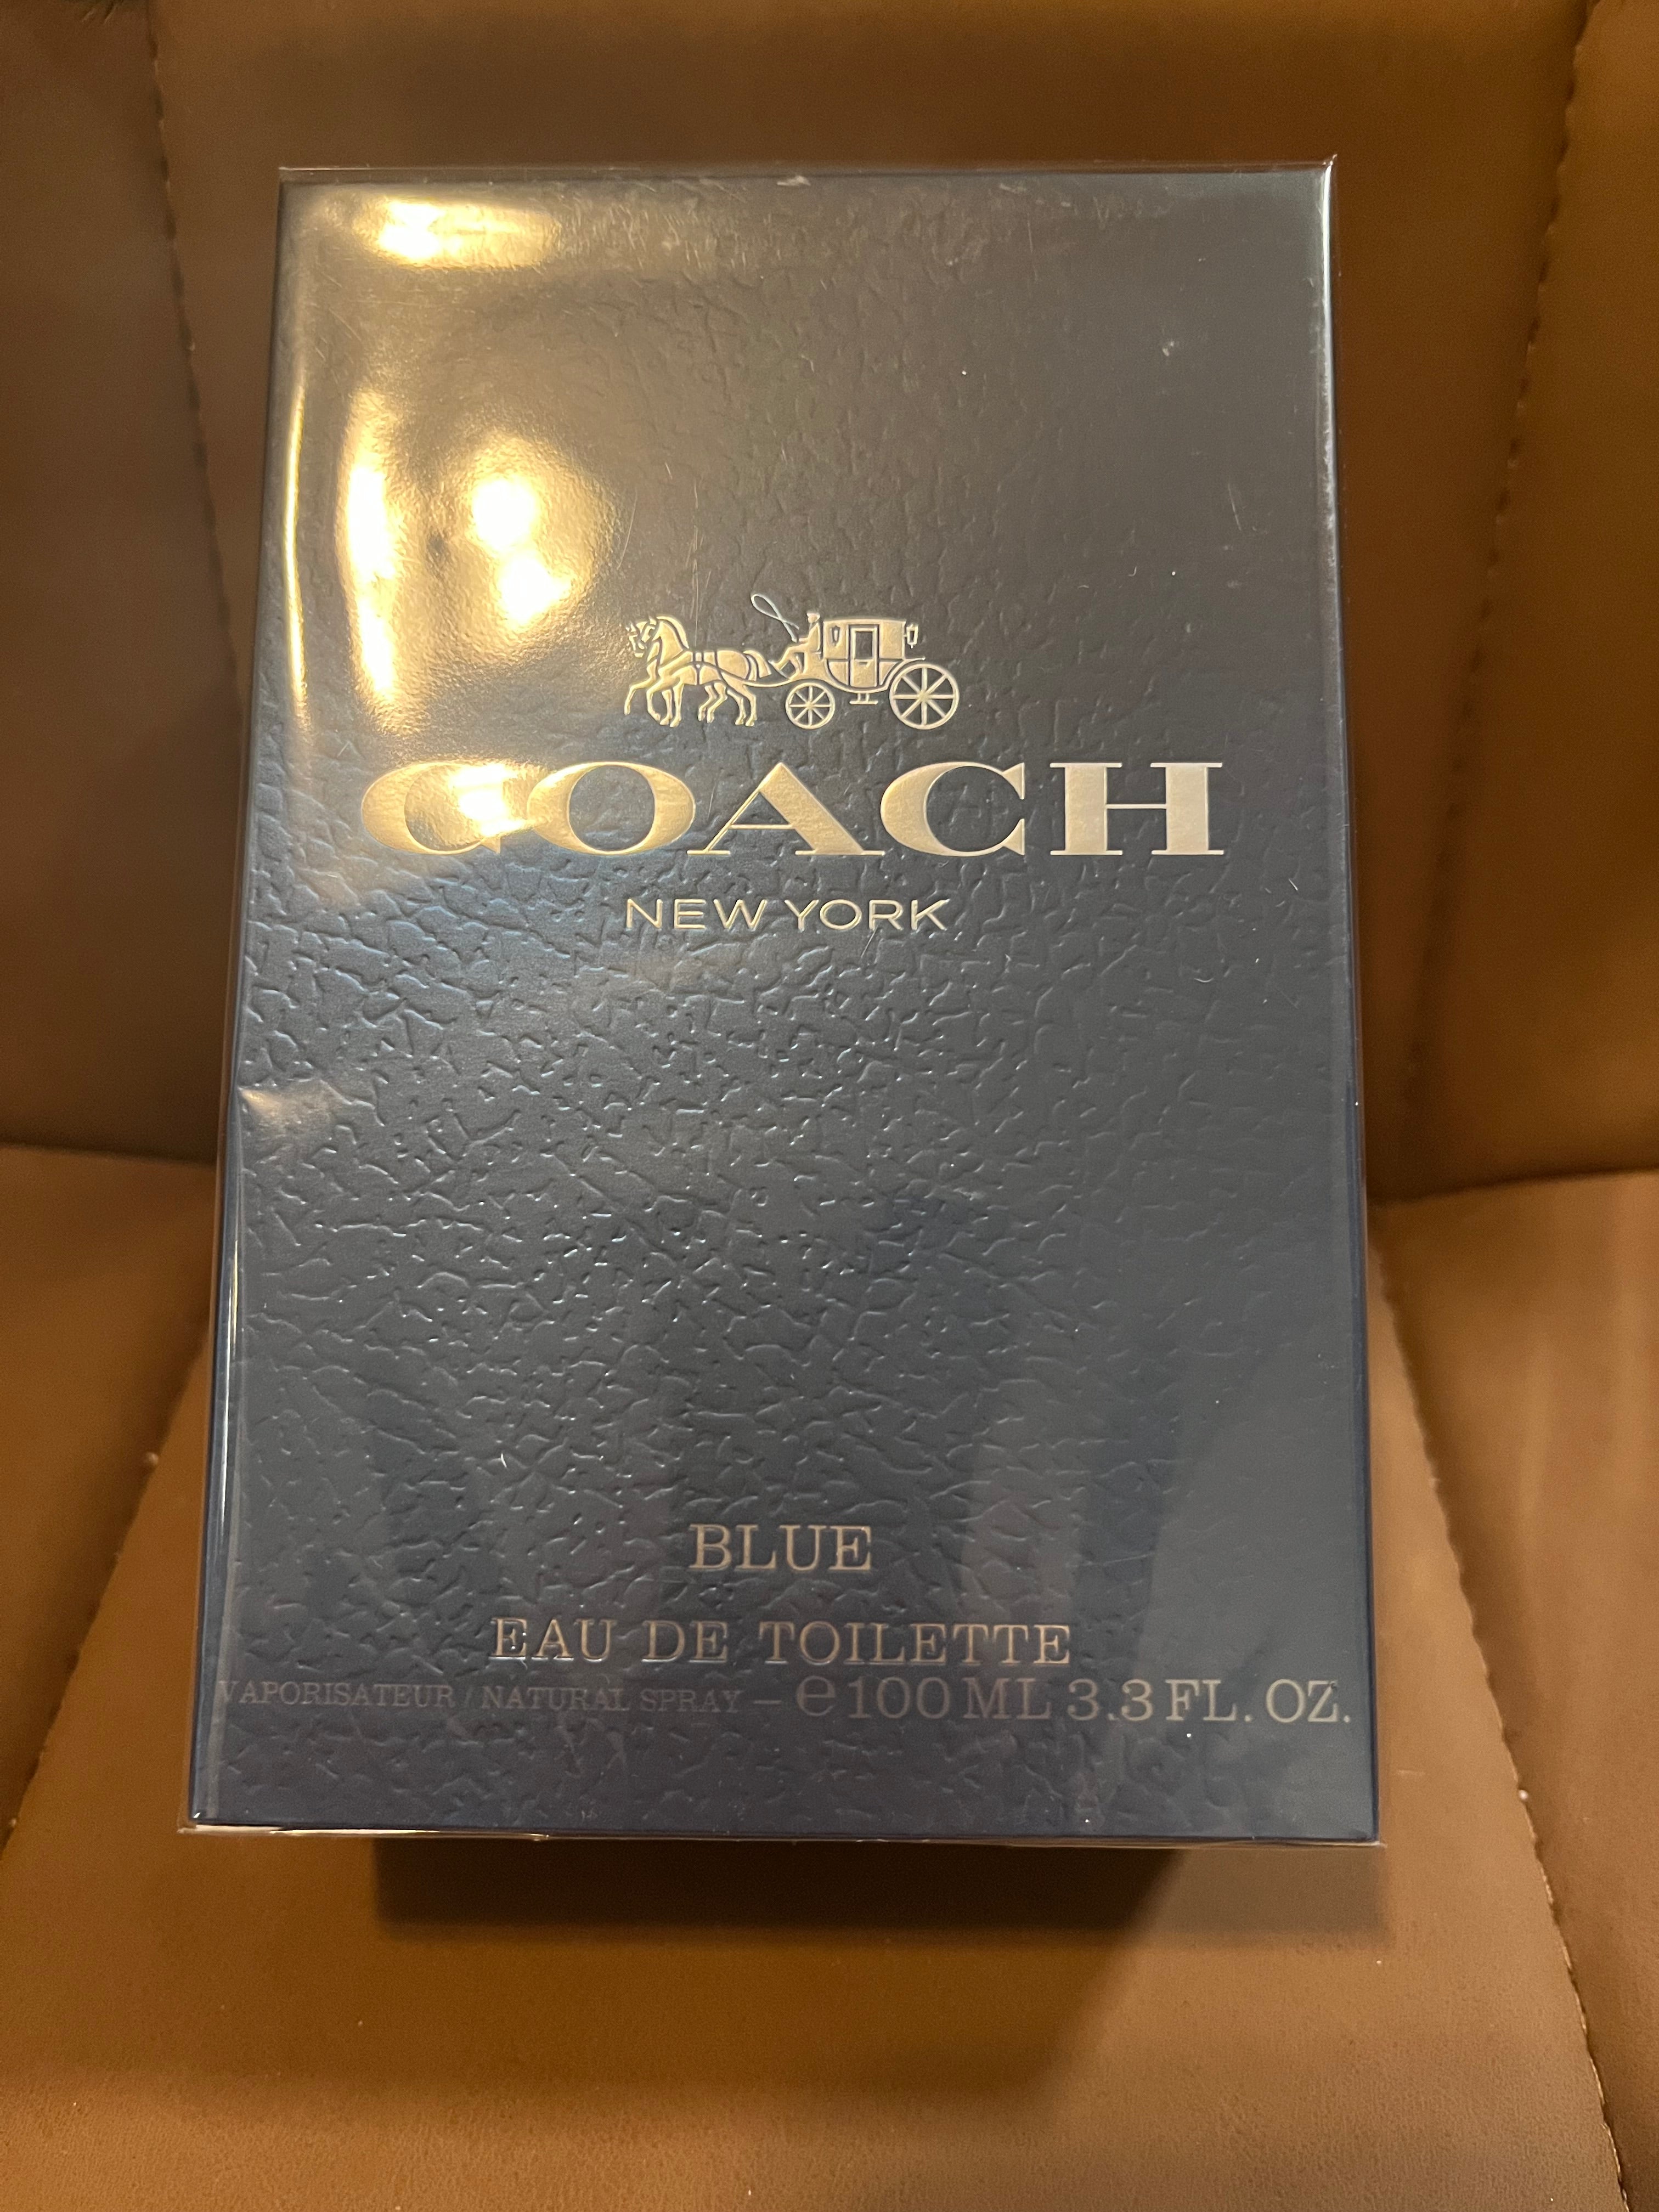 COACH
NEW YORK
BLUE
EAU DE TOILETTE
VAPORISATEUR / NATURAL SPRAY – ℮ 100 ML 3.3 FL. OZ.